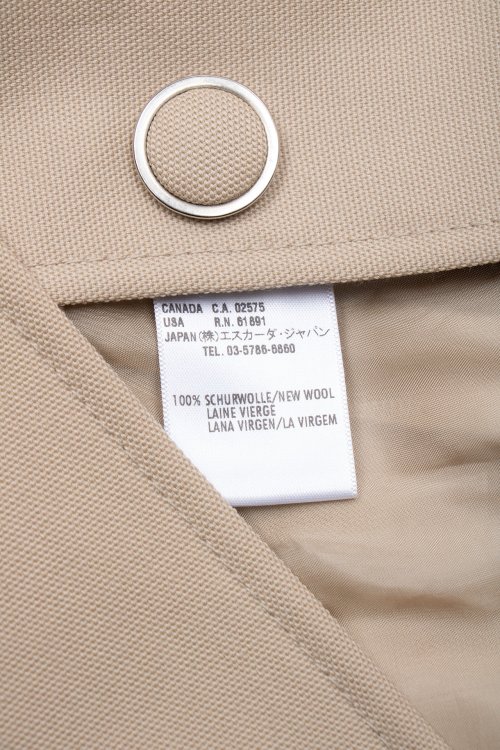 CANADA C.A. 02575
USA R.N. 81891
JAPAN (株)エスカーダ・ジャパン
TEL. 03-5786-6660
100% SCHURWOLLE/NEW WOOL
LAINE VIERGE
LANA VIRGEN/LA VIRGEM